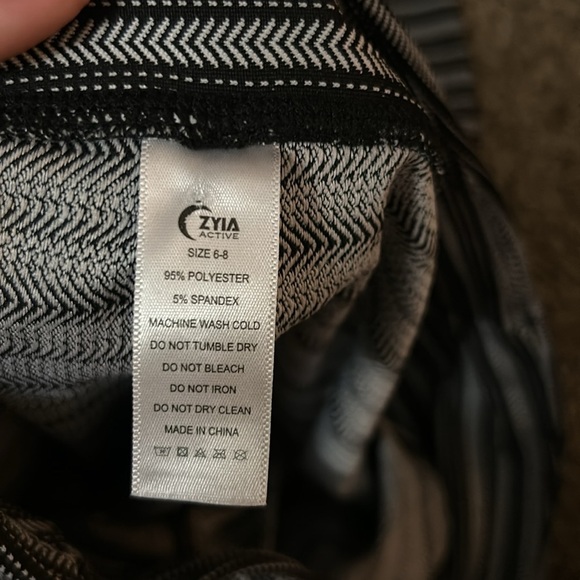 ZYIA
ACTIVE
SIZE 6-8
95% POLYESTER
5% SPANDEX
MACHINE WASH COLD
DO NOT TUMBLE DRY
DO NOT BLEACH
DO NOT IRON
DO NOT DRY CLEAN
MADE IN CHINA